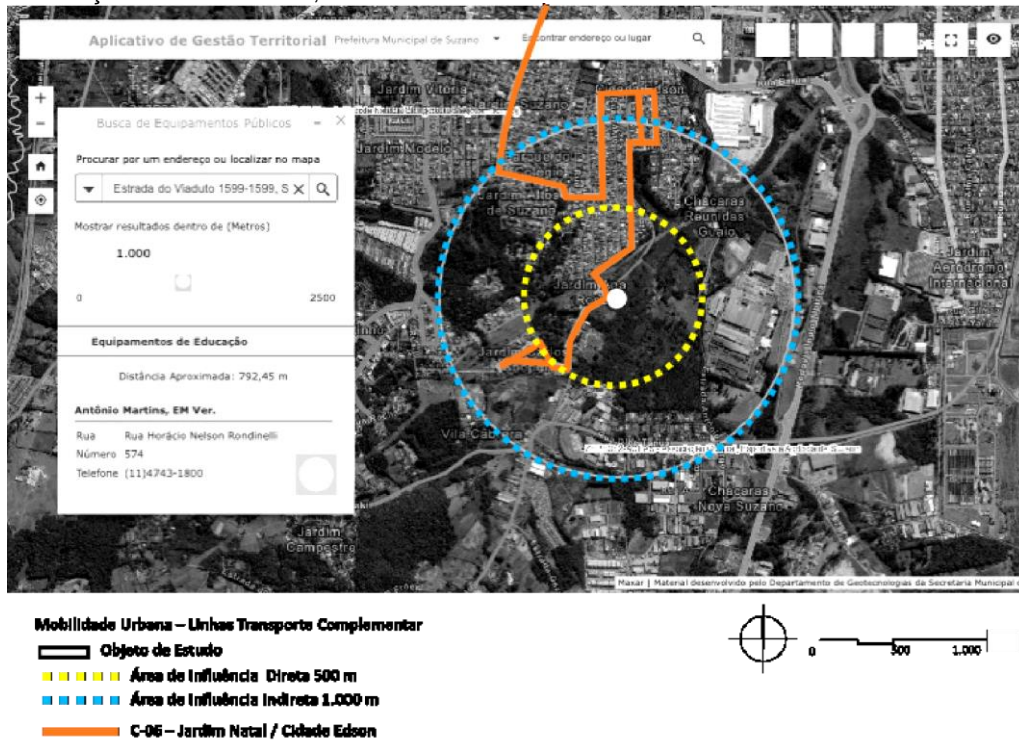 Aplicativo de Gestão Territorial Prefeitura Municipal de Suzano Encontrar endereço ou lugar
Busca de Equipamentos Públicos
Procurar por um endereço ou localizar no mapa
Estrada do Viaduto 1599-1599, S
Mostrar resultados dentro de (Metros)
1.000
0 2500
Equipamentos de Educação
Distância Aproximada: 792,45 m
Antônio Martins, EM Ver.
Rua Rua Horácio Nelson Rondinelli
Número 574
Telefone (11)4743-1800
Jardim Vitória
Suzano
Edson
Jardim Modelo
de Suzano
Chácaras
Reunidas
Guaio
Jardim
Aeródromo
Internacional
Vila
Chácaras
Nova Suzano
Jardim
Campestre
Maxar | Material desenvolvido pelo Departamento de Geotecnologias da Secretaria Municipal
Mobilidade Urbana – Linhas Transporte Complementar
Objeto de Estudo
Área de Influência Direta 500 m
Área de Influência Indireta 1.000 m
C-06 – Jardim Natal / Cidade Edson
0 500 1.000